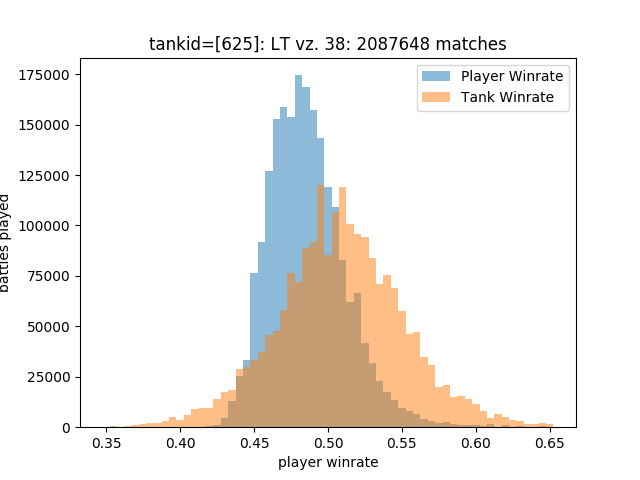 tankid=[625]: LT vz. 38: 2087648 matches
Player Winrate
Tank Winrate
175000
150000
125000
100000
75000
50000
25000
0
battles played
0.35 0.40 0.45 0.50 0.55 0.60 0.65
player winrate